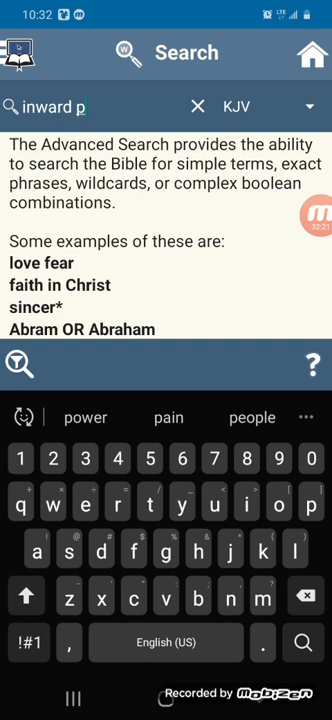 10:32
LTE
W
Search
inward p
KJV
The Advanced Search provides the ability
to search the Bible for simple terms, exact
phrases, wildcards, or complex boolean
combinations.
Some examples of these are:
love fear
faith in Christ
sincer*
Abram OR Abraham
32:21
?
power pain people
1 2 3 4 5 6 7 8 9 0
q w e r t y u i o p
a s d f g h j k l
z x c v b n m
!#1 , English (US) .
Recorded by mobizen